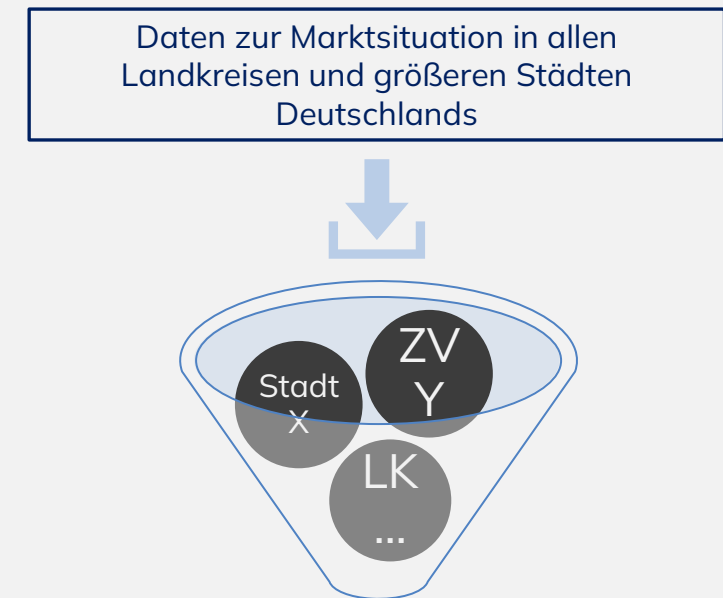 Daten zur Marktsituation in allen
Landkreisen und größeren Städten
Deutschlands
ZV
Y
Stadt
X
LK
...